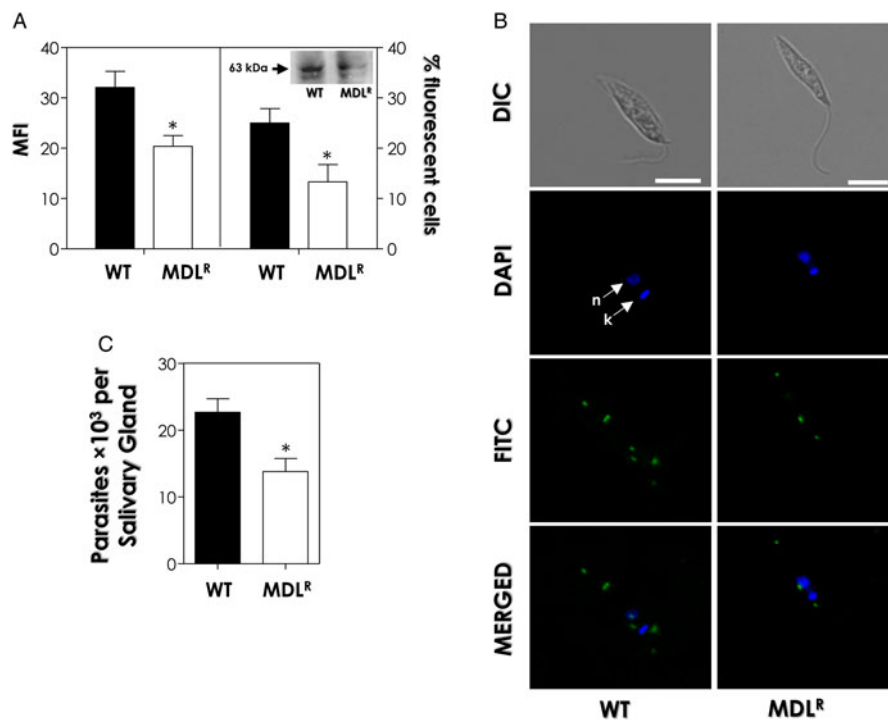 A
40
30
20
10
0
MFI
*
*
WT
MDLᴿ
WT
MDLᴿ
63 kDa
WT
MDLᴿ
40
30
20
10
0
% fluorescent cells
C
30
20
10
0
Parasites ×10³ per
Salivary Gland
*
WT
MDLᴿ
B
DIC
DAPI
n
k
FITC
MERGED
WT
MDLᴿ